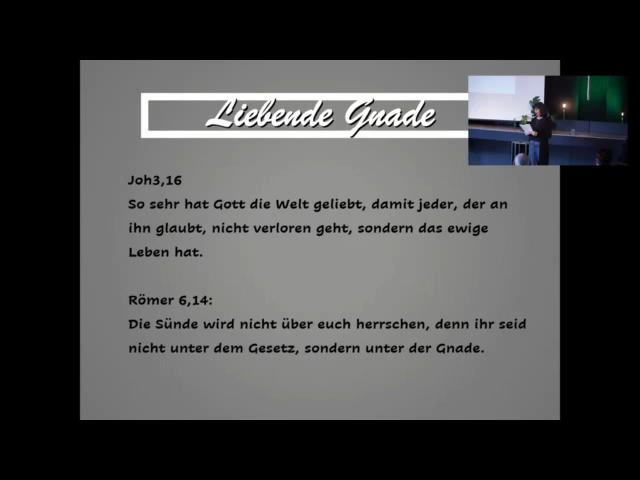 Liebende Gnade
Joh3,16
So sehr hat Gott die Welt geliebt, damit jeder, der an
ihn glaubt, nicht verloren geht, sondern das ewige
Leben hat.
Römer 6,14:
Die Sünde wird nicht über euch herrschen, denn ihr seid
nicht unter dem Gesetz, sondern unter der Gnade.